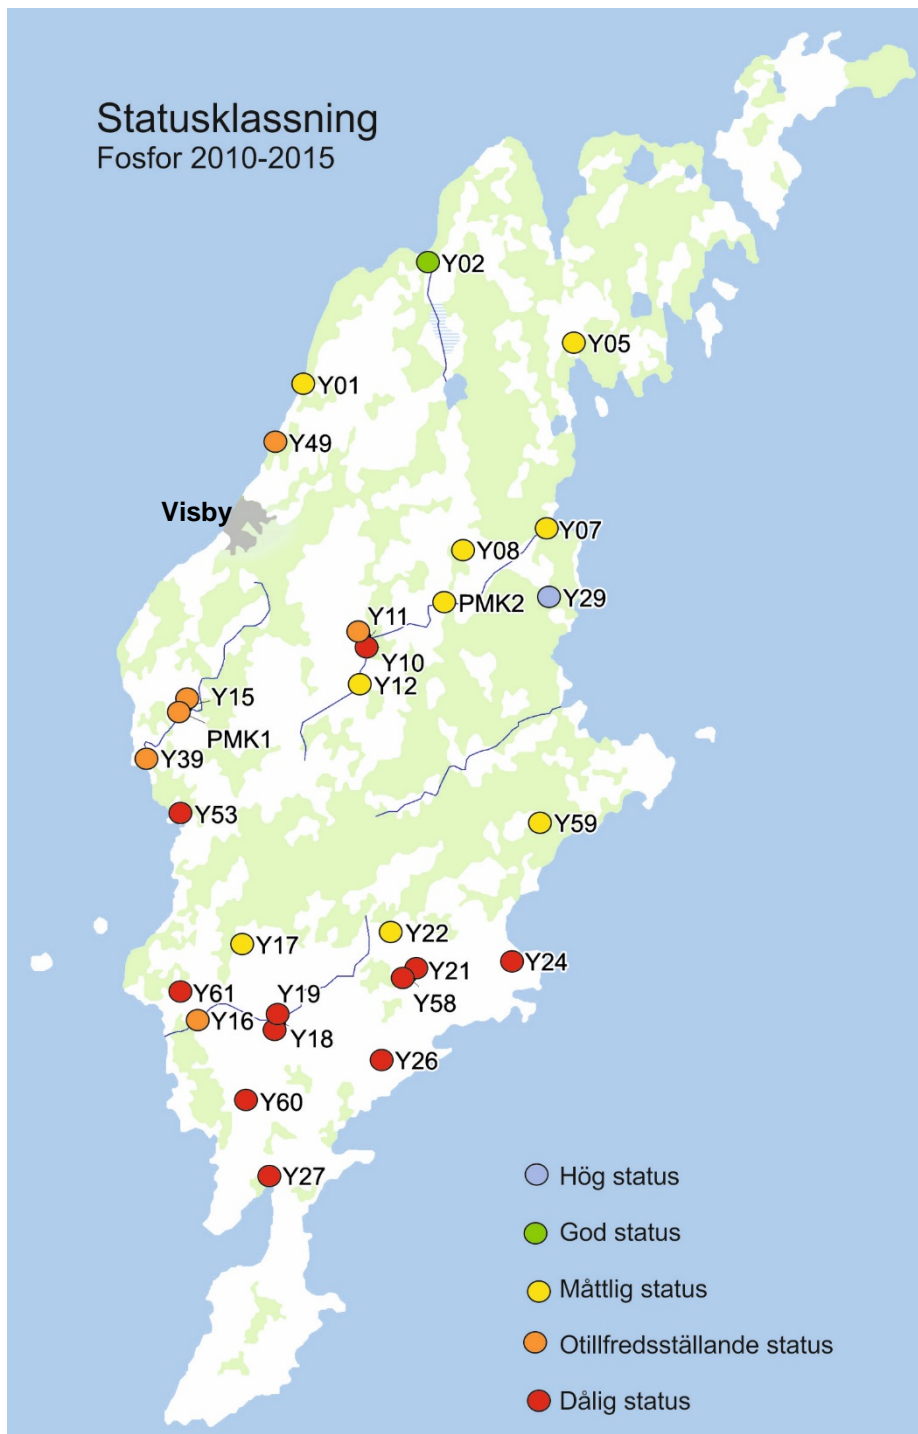 Statusklassning
Fosfor 2010-2015
Y02
Y05
Y01
Y49
Visby
Y07
Y08
Y29
PMK2
Y11
Y10
Y12
Y15
PMK1
Y39
Y53
Y59
Y22
Y17
Y24
Y21
Y58
Y61
Y19
Y16
Y18
Y26
Y60
Y27
Hög status
God status
Måttlig status
Otillfredsställande status
Dålig status